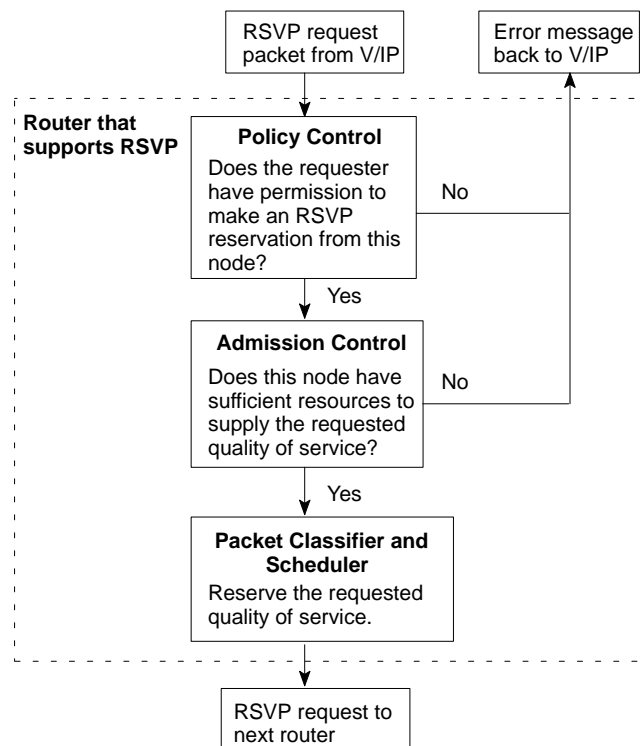 RSVP request
packet from V/IP
Error message
back to V/IP
Router that
supports RSVP
Policy Control
Does the requester
have permission to
make an RSVP
reservation from this
node?
No
Yes
Admission Control
Does this node have
sufficient resources to
supply the requested
quality of service?
No
Yes
Packet Classifier and
Scheduler
Reserve the requested
quality of service.
RSVP request to
next router